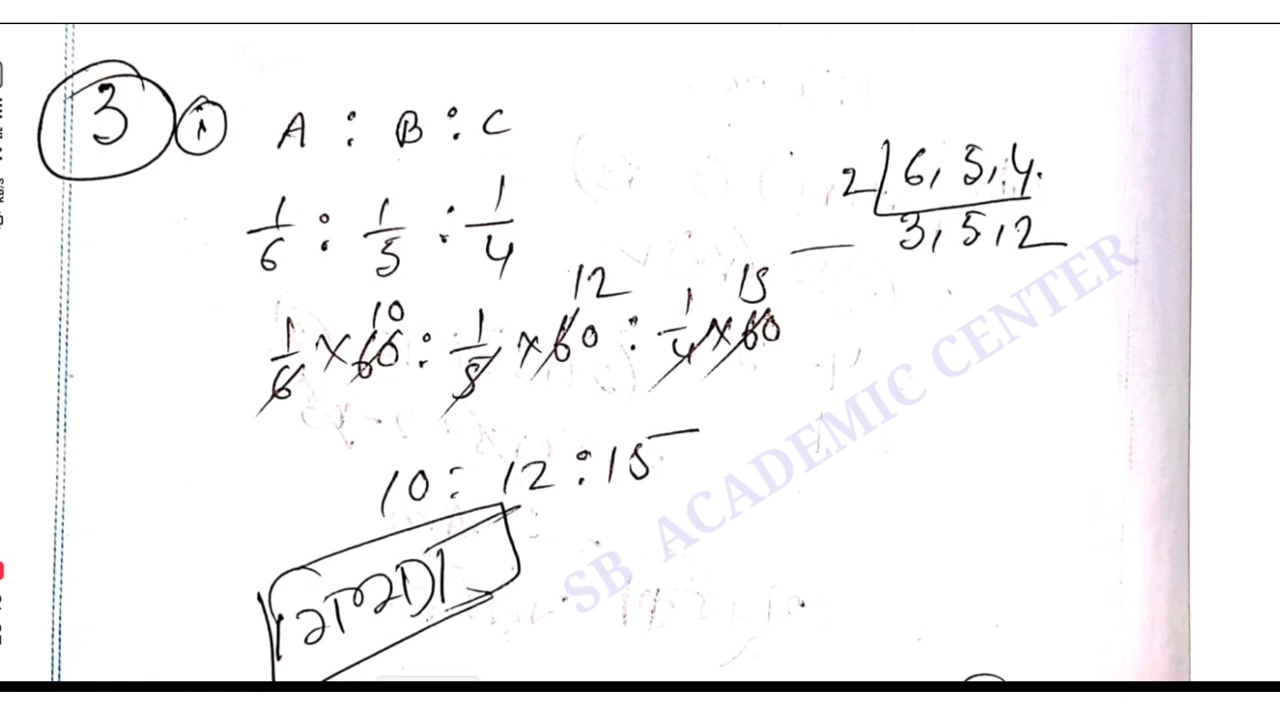 3 i A : B : C
1/6 : 1/5 : 1/4
2 | 6, 5, 4.
3, 5, 2
10 12 15
1/6 × 60 : 1/5 × 60 : 1/4 × 60
10 : 12 : 15
SB ACADEMIC CENTER